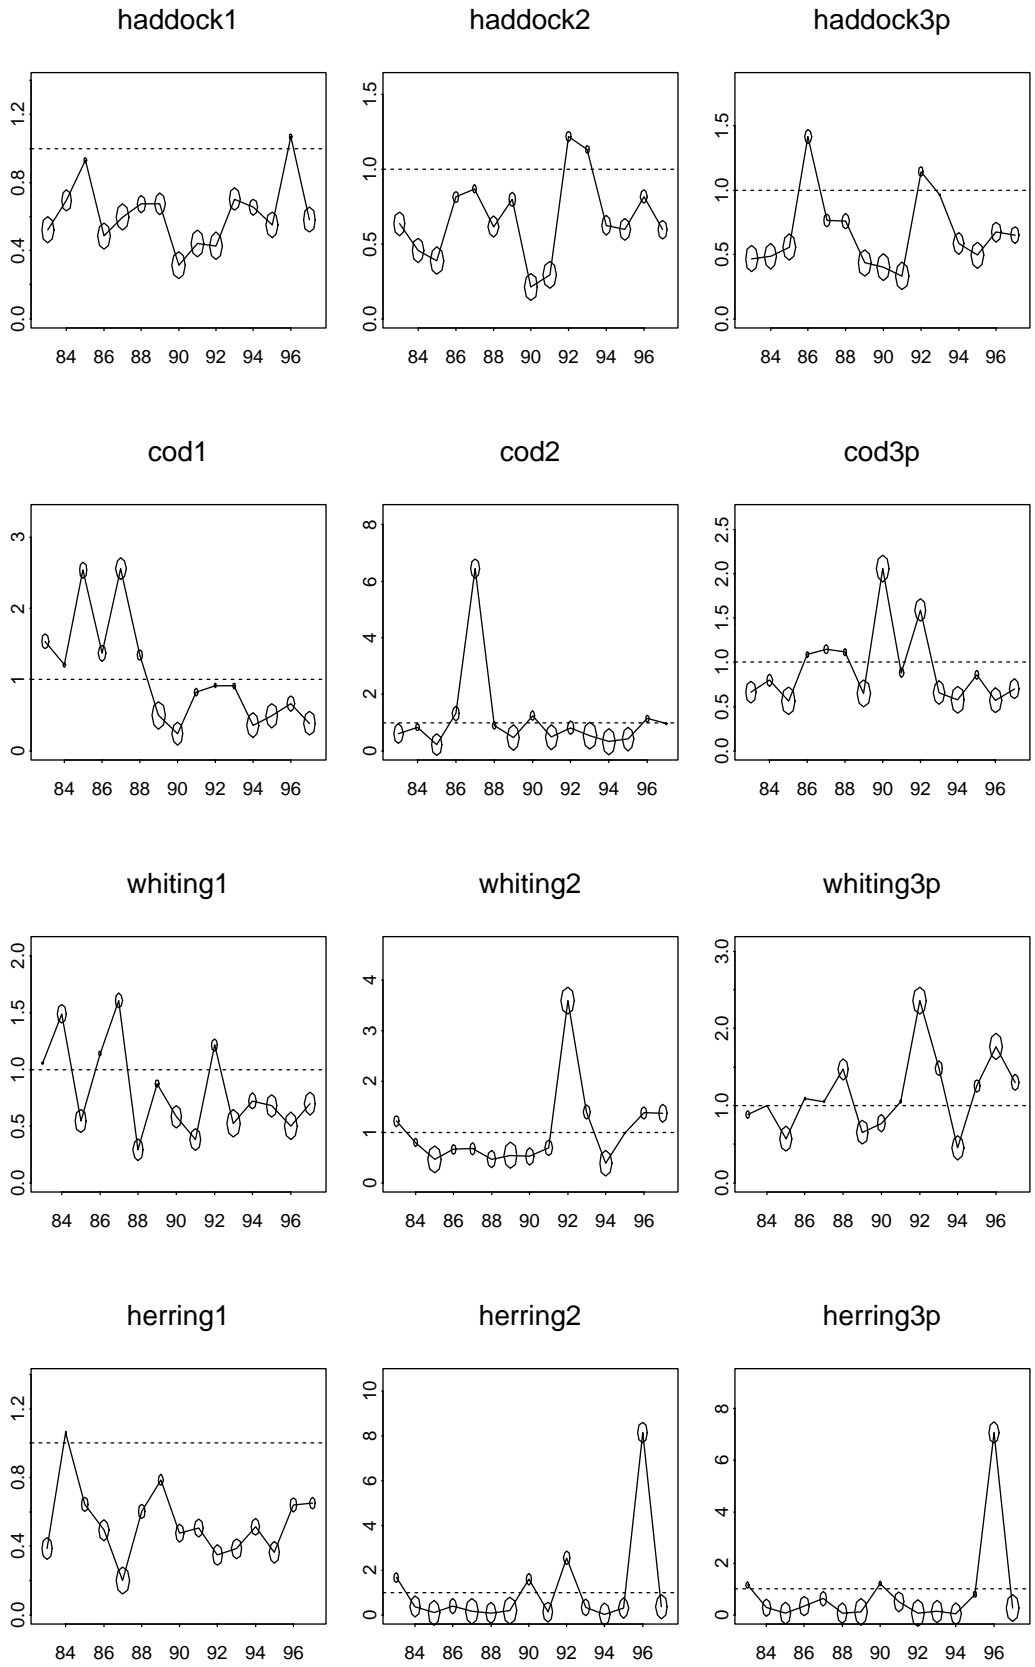 haddock1 haddock2 haddock3p
0.0 0.4 0.8 1.2
84 86 88 90 92 94 96
0.0 0.5 1.0 1.5
84 86 88 90 92 94 96
0.0 0.5 1.0 1.5
84 86 88 90 92 94 96
cod1 cod2 cod3p
0 1 2 3
84 86 88 90 92 94 96
0 2 4 6 8
84 86 88 90 92 94 96
0.0 0.5 1.0 1.5 2.0 2.5
84 86 88 90 92 94 96
whiting1 whiting2 whiting3p
0.0 0.5 1.0 1.5 2.0
84 86 88 90 92 94 96
0 1 2 3 4
84 86 88 90 92 94 96
0.0 1.0 2.0 3.0
84 86 88 90 92 94 96
herring1 herring2 herring3p
0.0 0.4 0.8 1.2
84 86 88 90 92 94 96
0 2 4 6 8 10
84 86 88 90 92 94 96
0 2 4 6 8
84 86 88 90 92 94 96